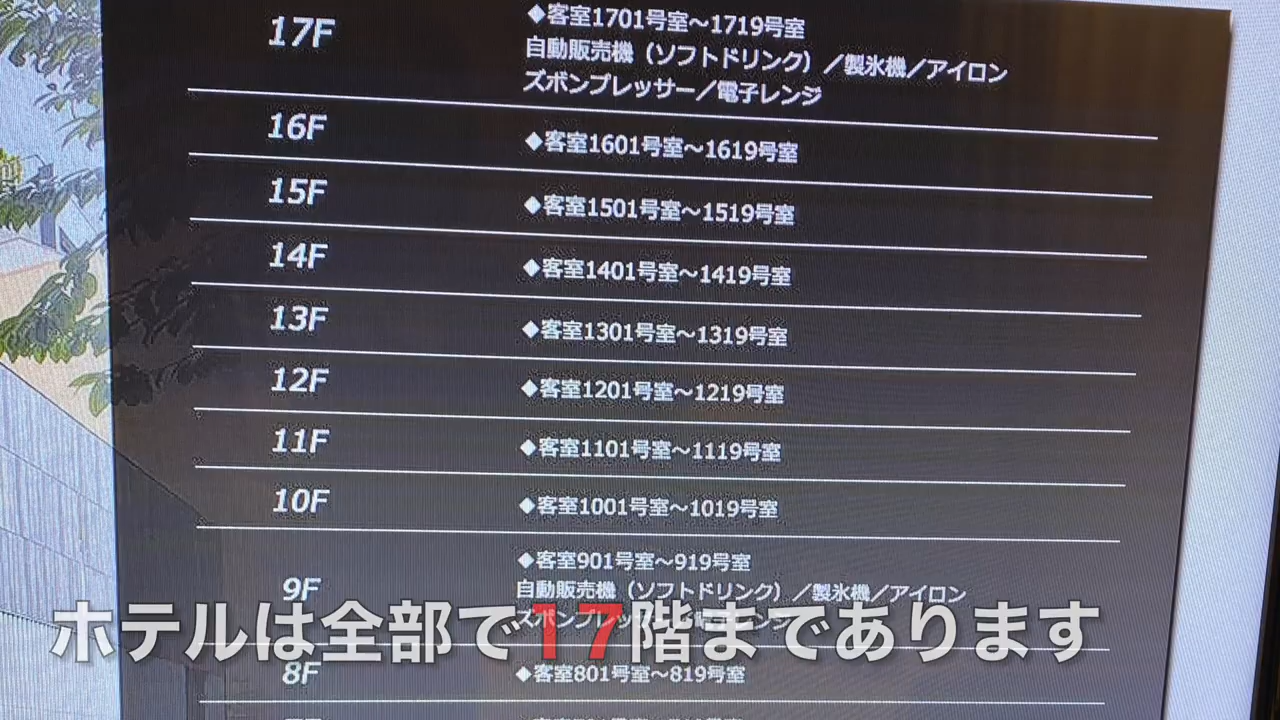 17F
◆客室1701号室～1719号室
自動販売機（ソフトドリンク）／製氷機／アイロン
ズボンプレッサー／電子レンジ
16F
◆客室1601号室～1619号室
15F
◆客室1501号室～1519号室
14F
◆客室1401号室～1419号室
13F
◆客室1301号室～1319号室
12F
◆客室1201号室～1219号室
11F
◆客室1101号室～1119号室
10F
◆客室1001号室～1019号室
9F
◆客室901号室～919号室
自動販売機（ソフトドリンク）／製氷機／アイロン
ホテルは全部で17階まであります
8F
◆客室801号室～819号室